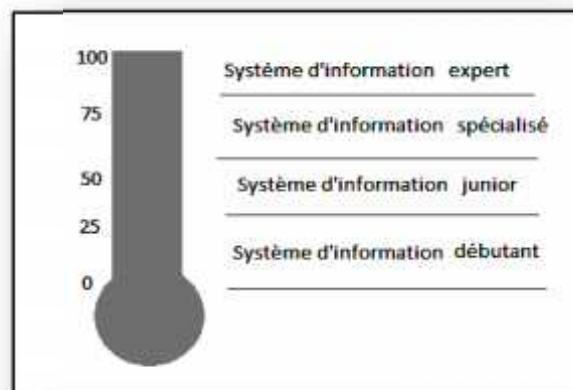 100
Système d'information expert
75
Système d'information spécialisé
50
Système d'information junior
25
Système d'information débutant
0